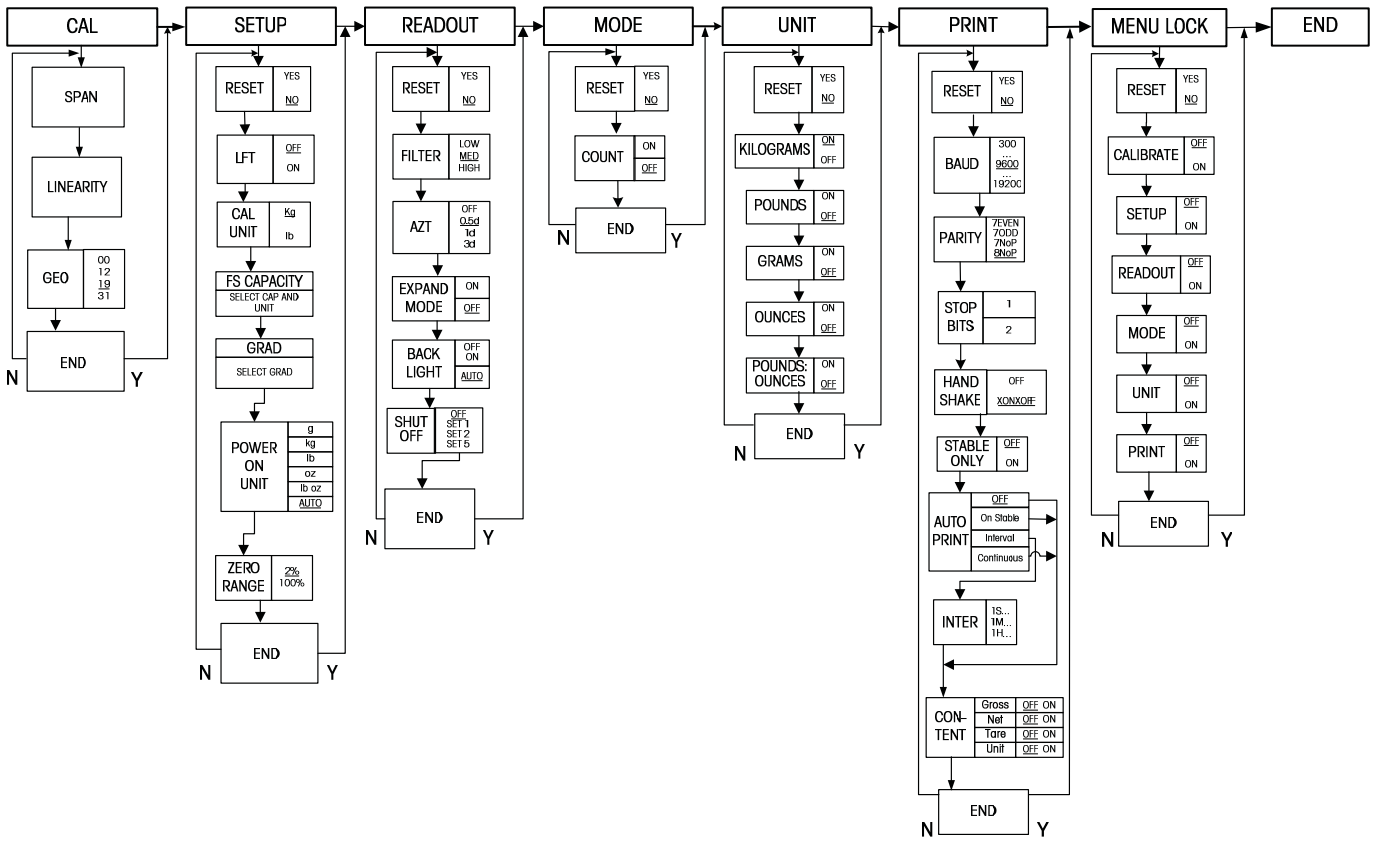 CAL
SETUP
READOUT
MODE
UNIT
PRINT
MENU LOCK
END
SPAN
LINEARITY
GEO
00
12
19
31
END
N
Y
RESET
YES
NO
LFT
OFF
ON
CAL
UNIT
Kg
lb
FS CAPACITY
SELECT CAP AND
UNIT
GRAD
SELECT GRAD
POWER
ON
UNIT
g
kg
lb
oz
lb oz
AUTO
ZERO
RANGE
2%
100%
END
N
Y
RESET
YES
NO
FILTER
LOW
MED
HIGH
AZT
OFF
0.5d
1d
3d
EXPAND
MODE
ON
OFF
BACK
LIGHT
OFF
ON
AUTO
SHUT
OFF
OFF
SET 1
SET 2
SET 5
END
N
Y
RESET
YES
NO
COUNT
ON
OFF
END
N
Y
RESET
YES
NO
KILOGRAMS
ON
OFF
POUNDS
ON
OFF
GRAMS
ON
OFF
OUNCES
ON
OFF
POUNDS:
OUNCES
ON
OFF
END
N
Y
RESET
YES
NO
BAUD
300
...
9600
...
19200
PARITY
7EVEN
7ODD
7NoP
8NoP
STOP
BITS
1
2
HAND
SHAKE
OFF
XONXOFF
STABLE
ONLY
OFF
ON
AUTO
PRINT
OFF
On Stable
Interval
Continuous
INTER
1S...
1M...
1H...
CON-
TENT
Gross OFF ON
Net OFF ON
Tare OFF ON
Unit OFF ON
END
N
Y
RESET
YES
NO
CALIBRATE
OFF
ON
SETUP
OFF
ON
READOUT
OFF
ON
MODE
OFF
ON
UNIT
OFF
ON
PRINT
OFF
ON
END
N
Y